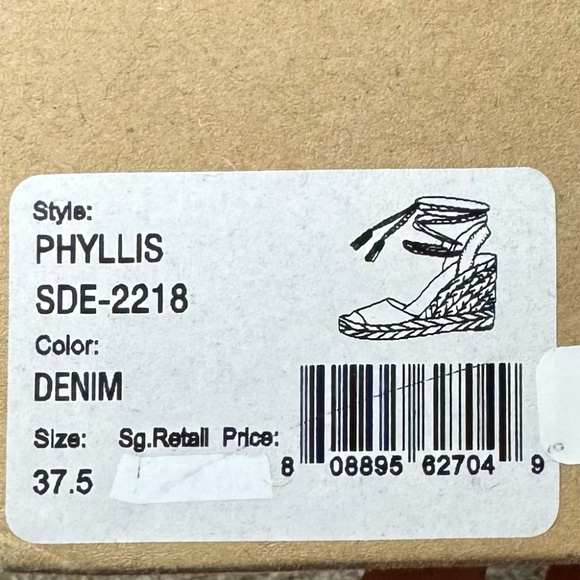 Style:
PHYLLIS
SDE-2218
Color:
DENIM
Size: Sg.Retail Price:
37.5
8 08895 62704 9